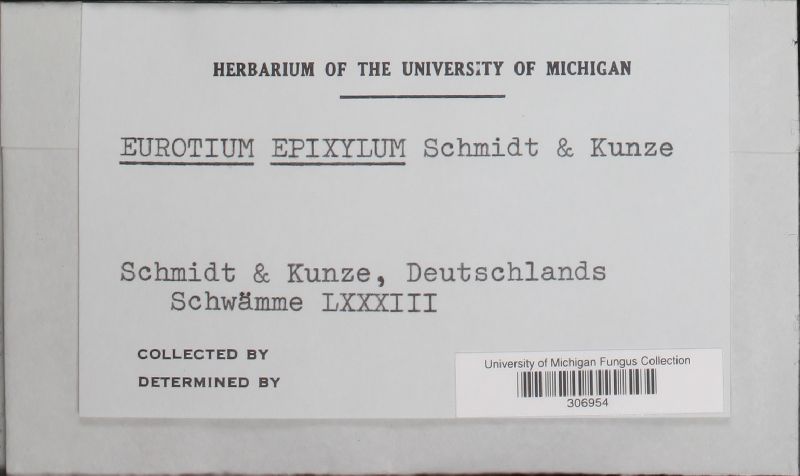 HERBARIUM OF THE UNIVERSITY OF MICHIGAN
EUROTIUM EPIXYLUM Schmidt & Kunze
Schmidt & Kunze, Deutschlands
Schwämme LXXXIII
COLLECTED BY
DETERMINED BY
University of Michigan Fungus Collection
306954